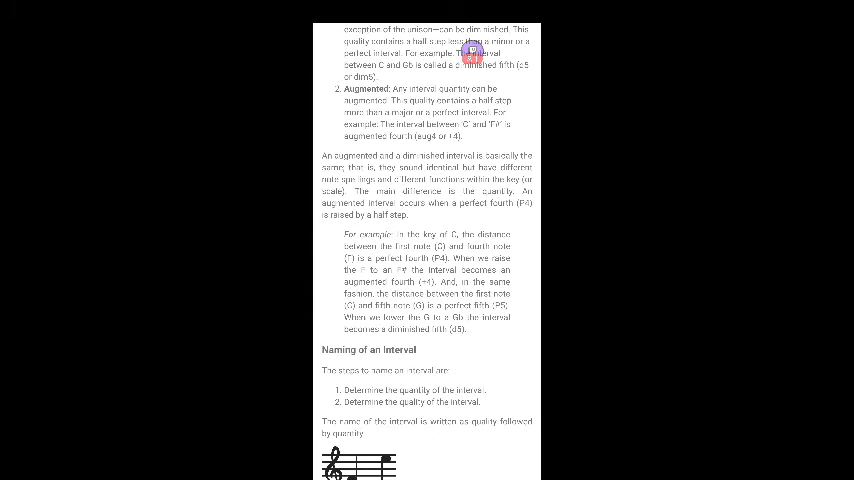 exception of the unison—can be diminished. This
quality contains a half step less than a minor or a
perfect interval. For example: The interval
between C and Gb is called a diminished fifth (d5
or dim5).
2. Augmented: Any interval quantity can be
augmented. This quality contains a half step
more than a major or a perfect interval. For
example: The interval between 'C' and 'F#' is
augmented fourth (aug4 or +4).
An augmented and a diminished interval is basically the
same; that is, they sound identical but have different
note spellings and different functions within the key (or
scale). The main difference is the quantity. An
augmented interval occurs when a perfect fourth (P4)
is raised by a half step.
For example: in the key of C, the distance
between the first note (C) and fourth note
(F) is a perfect fourth (P4). When we raise
the F to an F# the interval becomes an
augmented fourth (+4). And, in the same
fashion, the distance between the first note
(C) and fifth note (G) is a perfect fifth (P5).
When we lower the G to a Gb the interval
becomes a diminished fifth (d5).
Naming of an Interval
The steps to name an interval are:
1. Determine the quantity of the interval.
2. Determine the quality of the interval.
The name of the interval is written as quality followed
by quantity